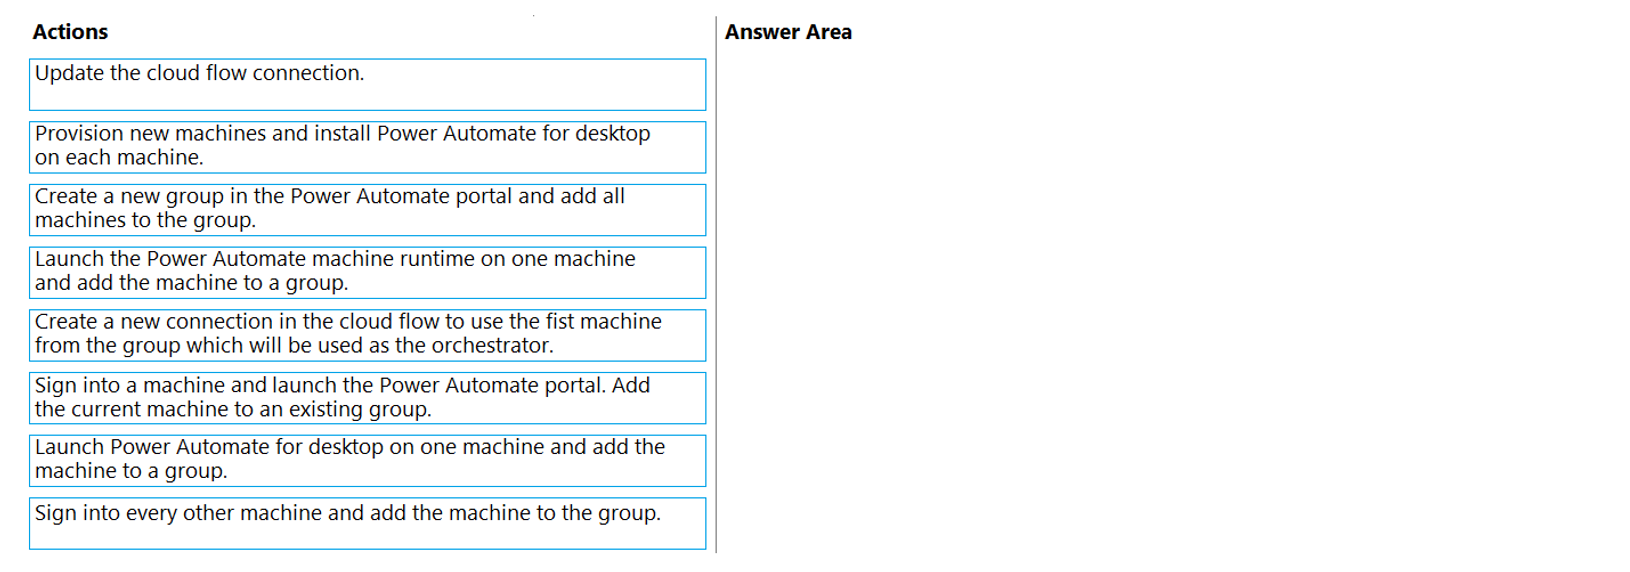 Actions
Answer Area
Update the cloud flow connection.
Provision new machines and install Power Automate for desktop
on each machine.
Create a new group in the Power Automate portal and add all
machines to the group.
Launch the Power Automate machine runtime on one machine
and add the machine to a group.
Create a new connection in the cloud flow to use the fist machine
from the group which will be used as the orchestrator.
Sign into a machine and launch the Power Automate portal. Add
the current machine to an existing group.
Launch Power Automate for desktop on one machine and add the
machine to a group.
Sign into every other machine and add the machine to the group.